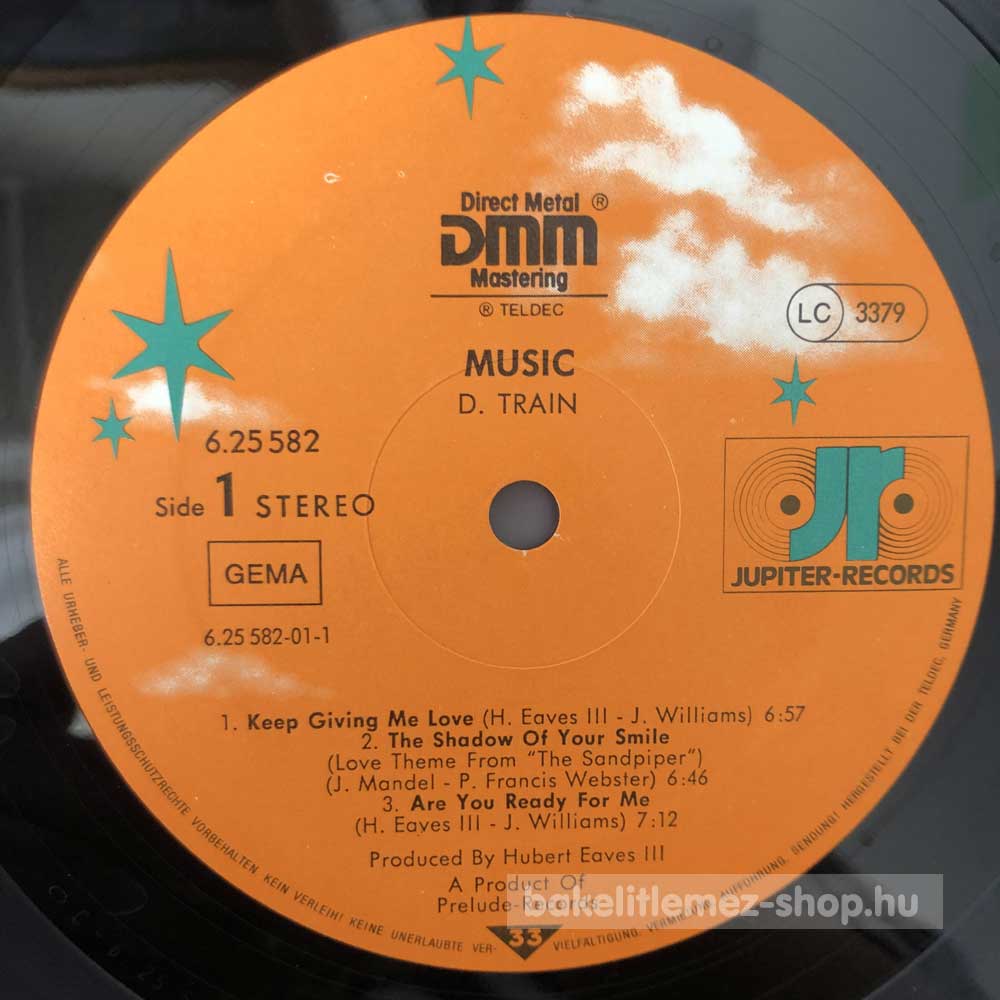 Direct Metal ®
DMM
Mastering
® TELDEC
LC 3379
MUSIC
D. TRAIN
6.25 582
Side 1 STEREO
GEMA
6.25 582-01-1
JR
JUPITER-RECORDS
1. Keep Giving Me Love (H. Eaves III - J. Williams) 6:57
2. The Shadow Of Your Smile
(Love Theme From "The Sandpiper")
(J. Mandel - P. Francis Webster) 6:46
3. Are You Ready For Me
(H. Eaves III - J. Williams) 7:12
Produced By Hubert Eaves III
A Product Of
Prelude-Records
33
ALLE URHEBER- UND LEISTUNGSSCHUTZRECHTE VORBEHALTEN KEIN VERLEIH! KEINE UNERLAUBTE VER- VIELFÄLTIGUNG, VERMIETUNG, AUFFÜHRUNG, SENDUNG! HERGESTELLT BEI DER TELDEC, GERMANY
bakelitlemez-shop.hu